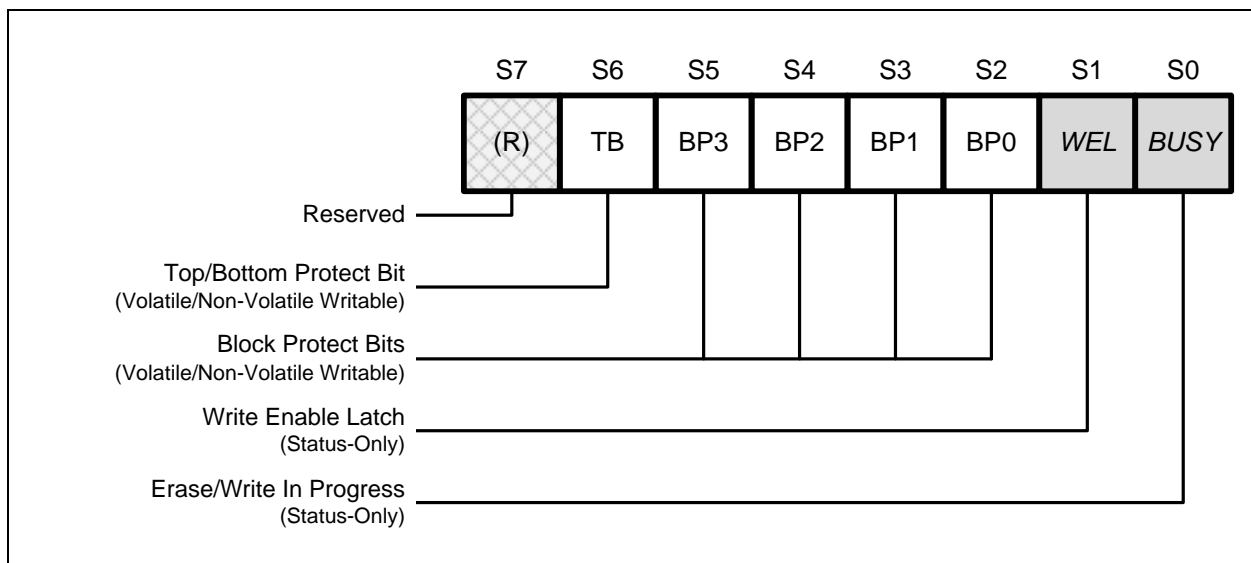 S7 S6 S5 S4 S3 S2 S1 S0
(R) TB BP3 BP2 BP1 BP0 WEL BUSY
Reserved
Top/Bottom Protect Bit
(Volatile/Non-Volatile Writable)
Block Protect Bits
(Volatile/Non-Volatile Writable)
Write Enable Latch
(Status-Only)
Erase/Write In Progress
(Status-Only)